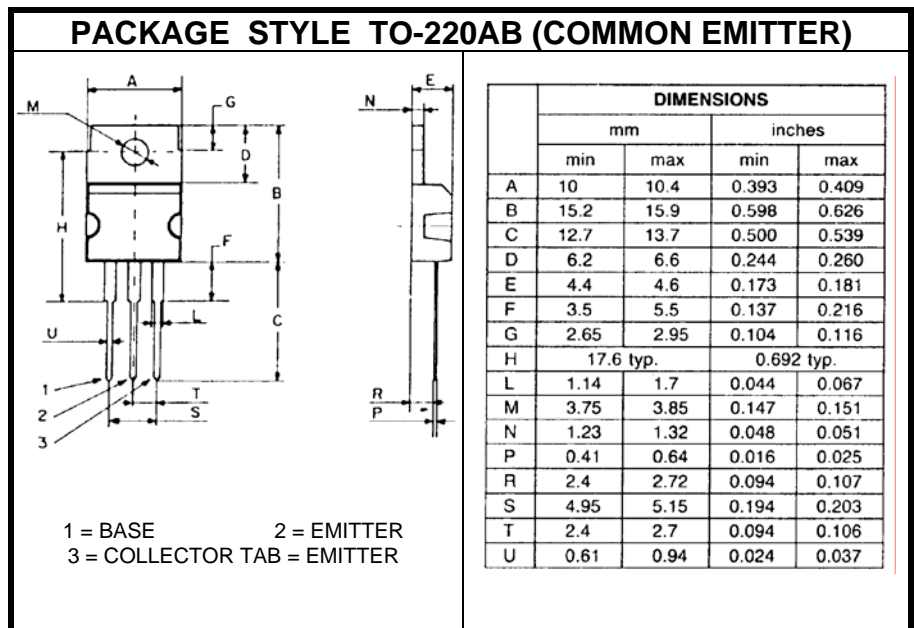 PACKAGE STYLE TO-220AB (COMMON EMITTER)
A
M
G
D
B
H
F
L
C
U
1
2
3
T
S
N
E
R
P
1 = BASE 2 = EMITTER
3 = COLLECTOR TAB = EMITTER
DIMENSIONS
mm inches
min max min max
A 10 10.4 0.393 0.409
B 15.2 15.9 0.598 0.626
C 12.7 13.7 0.500 0.539
D 6.2 6.6 0.244 0.260
E 4.4 4.6 0.173 0.181
F 3.5 5.5 0.137 0.216
G 2.65 2.95 0.104 0.116
H 17.6 typ. 0.692 typ.
L 1.14 1.7 0.044 0.067
M 3.75 3.85 0.147 0.151
N 1.23 1.32 0.048 0.051
P 0.41 0.64 0.016 0.025
R 2.4 2.72 0.094 0.107
S 4.95 5.15 0.194 0.203
T 2.4 2.7 0.094 0.106
U 0.61 0.94 0.024 0.037